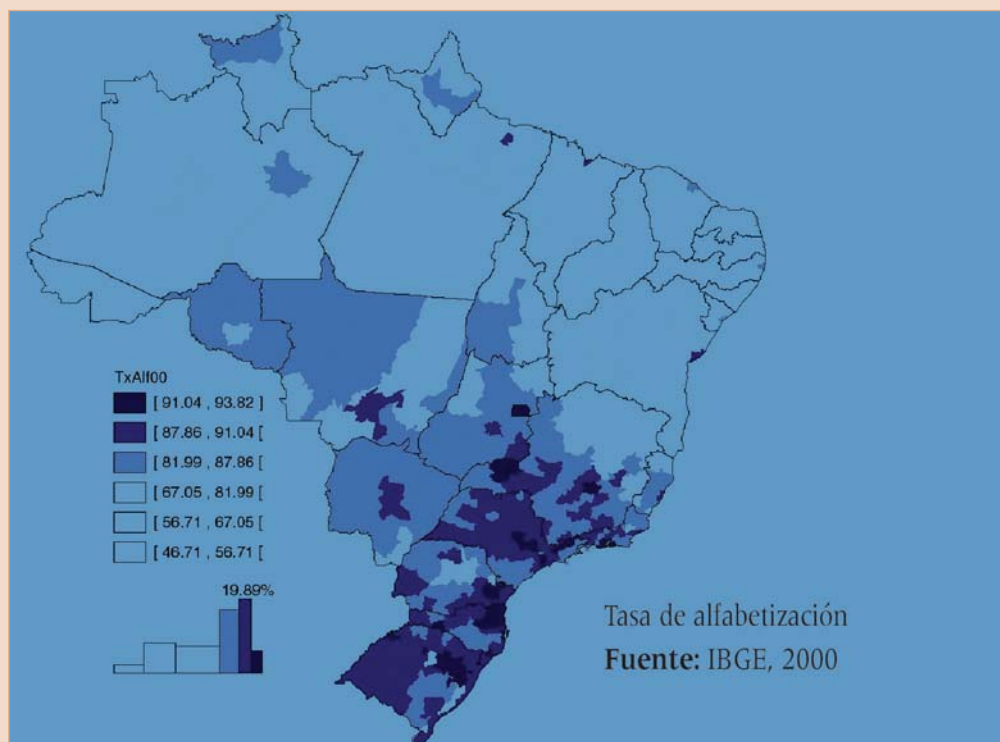 TxAlf00
[ 91.04 , 93.82 ]
[ 87.86 , 91.04 [
[ 81.99 , 87.86 [
[ 67.05 , 81.99 [
[ 56.71 , 67.05 [
[ 46.71 , 56.71 [
19.89%
Tasa de alfabetización
Fuente: IBGE, 2000